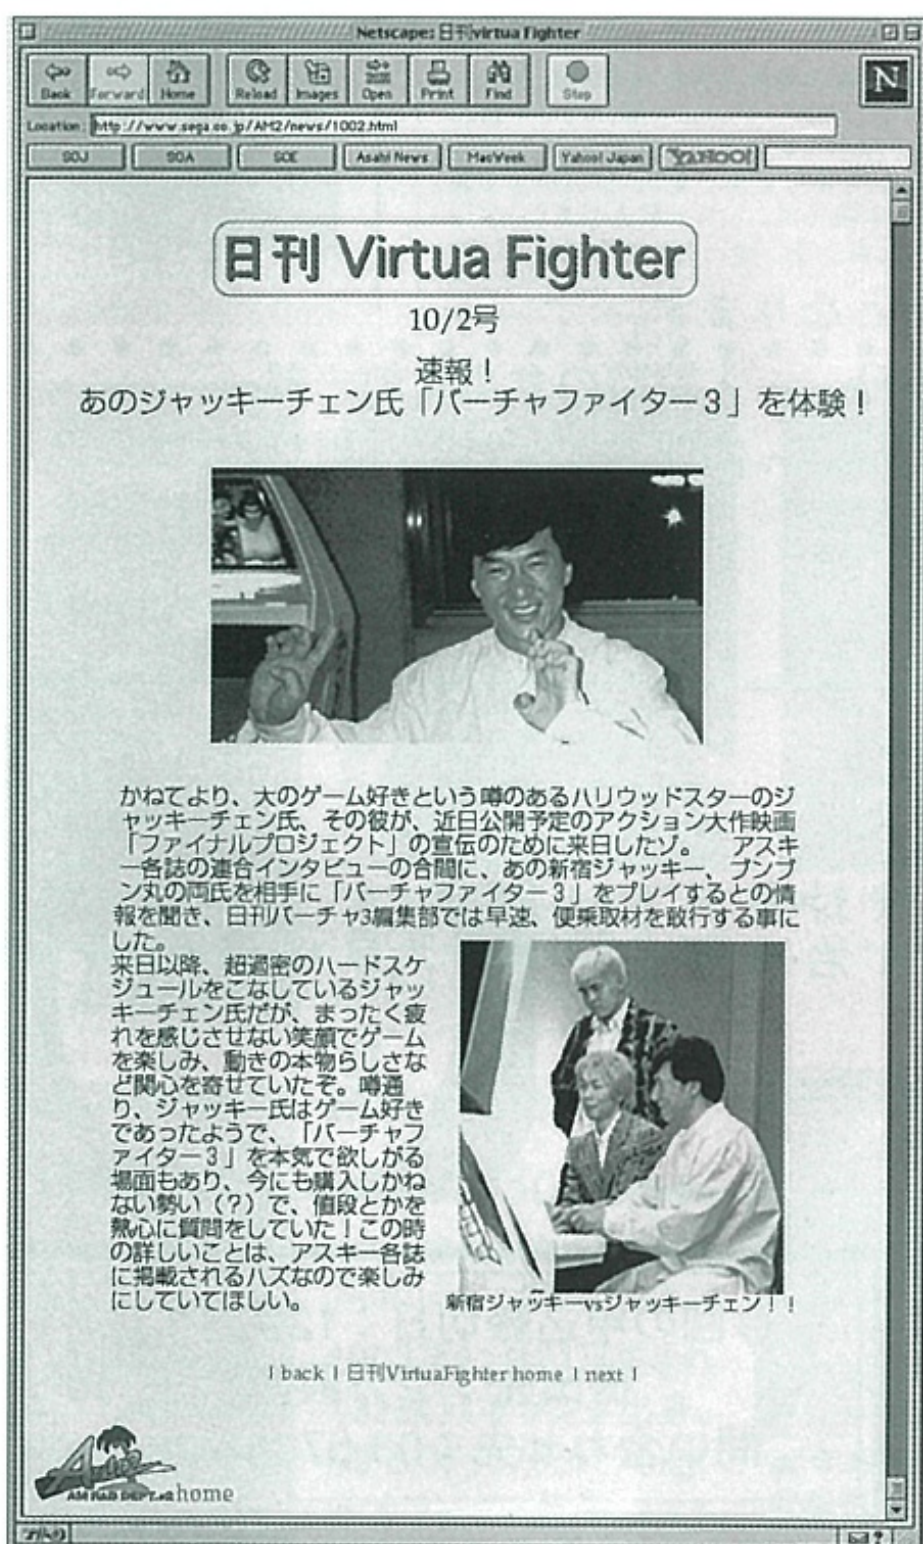 Netscape: 日刊virtua Fighter
Back Forward Home Reload Images Open Print Find Stop
N
Location: http://www.sega.co.jp/AM2/news/1002.html
SOJ SOA SOE Asahi News MacWeek Yahoo! Japan YAHOO!
日刊 Virtua Fighter
10/2号
速報！
あのジャッキーチェン氏「バーチャファイター３」を体験！
かねてより、大のゲーム好きという噂のあるハリウッドスターのジ
ャッキーチェン氏、その彼が、近日公開予定のアクション大作映画
「ファイナルプロジェクト」の宣伝のために来日したゾ。　アスキ
ー各誌の連合インタビューの合間に、あの新宿ジャッキー、ブンブ
ン丸の両氏を相手に「バーチャファイター３」をプレイするとの情
報を聞き、日刊バーチャ3編集部では早速、便乗取材を敢行する事に
した。
来日以降、超過密のハードスケ
ジュールをこなしているジャッ
キーチェン氏だが、まったく疲
れを感じさせない笑顔でゲーム
を楽しみ、動きの本物らしさな
ど関心を寄せていたぞ。噂通
り、ジャッキー氏はゲーム好き
であったようで、「バーチャフ
ァイター３」を本気で欲しがる
場面もあり、今にも購入しかね
ない勢い（？）で、値段とかを
熱心に質問をしていた！この時
の詳しいことは、アスキー各誌
に掲載されるハズなので楽しみ
にしていてほしい。
新宿ジャッキーvsジャッキーチェン！！
| back | 日刊VirtuaFighter home | next |
AM R&D DEPT.#2 home